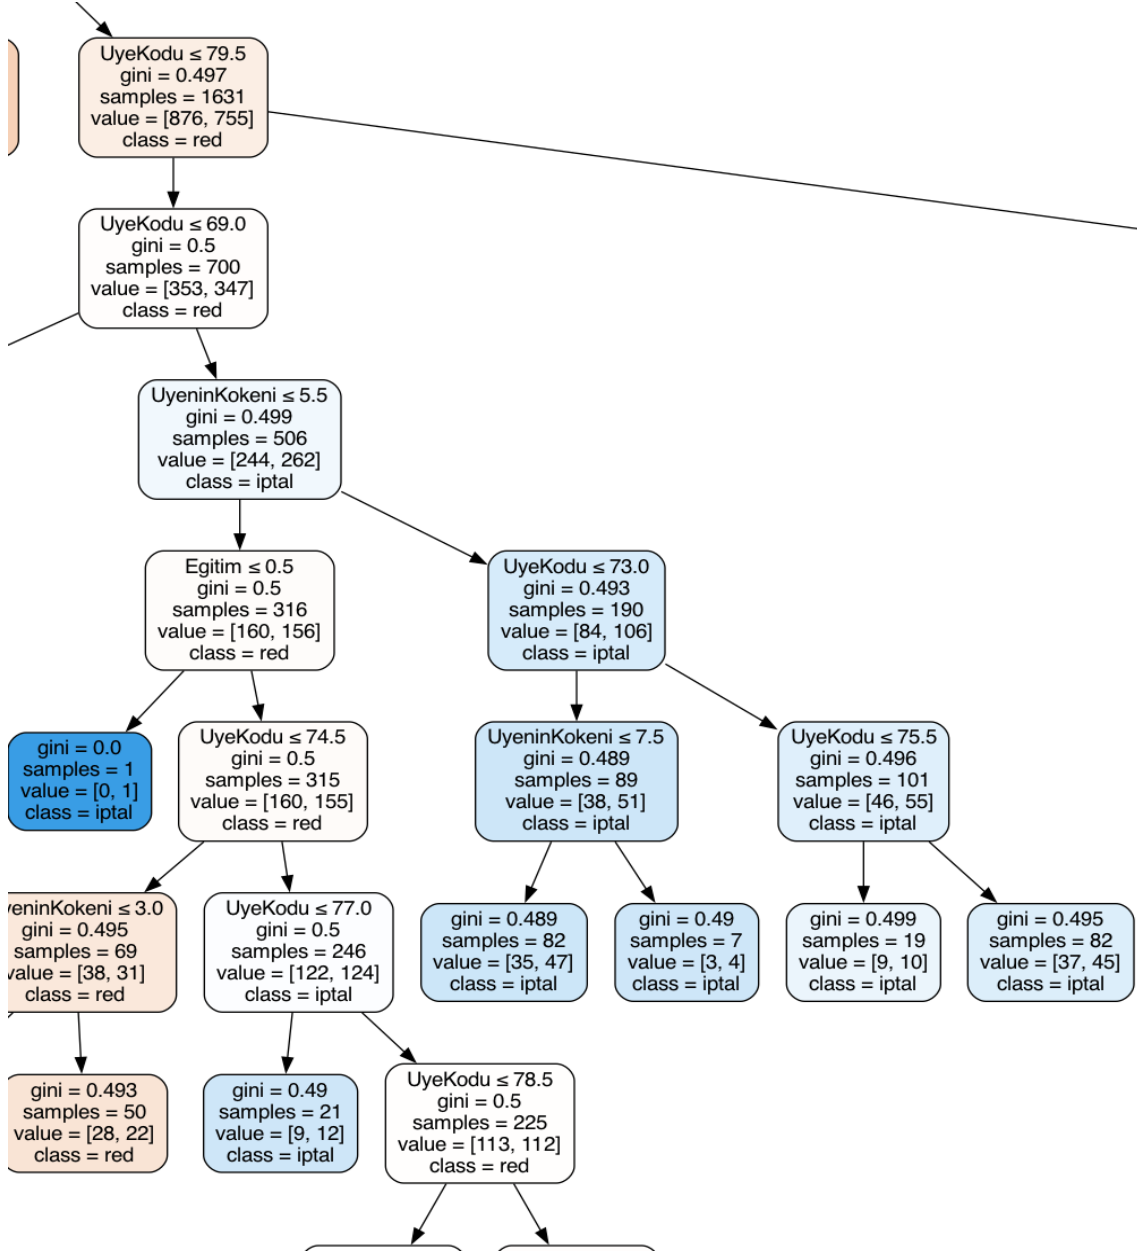 UyeKodu ≤ 79.5
gini = 0.497
samples = 1631
value = [876, 755]
class = red
UyeKodu ≤ 69.0
gini = 0.5
samples = 700
value = [353, 347]
class = red
UyeninKokeni ≤ 5.5
gini = 0.499
samples = 506
value = [244, 262]
class = iptal
Egitim ≤ 0.5
gini = 0.5
samples = 316
value = [160, 156]
class = red
UyeKodu ≤ 73.0
gini = 0.493
samples = 190
value = [84, 106]
class = iptal
gini = 0.0
samples = 1
value = [0, 1]
class = iptal
UyeKodu ≤ 74.5
gini = 0.5
samples = 315
value = [160, 155]
class = red
UyeninKokeni ≤ 7.5
gini = 0.489
samples = 89
value = [38, 51]
class = iptal
UyeKodu ≤ 75.5
gini = 0.496
samples = 101
value = [46, 55]
class = iptal
yeninKokeni ≤ 3.0
gini = 0.495
samples = 69
value = [38, 31]
class = red
UyeKodu ≤ 77.0
gini = 0.5
samples = 246
value = [122, 124]
class = iptal
gini = 0.489
samples = 82
value = [35, 47]
class = iptal
gini = 0.49
samples = 7
value = [3, 4]
class = iptal
gini = 0.499
samples = 19
value = [9, 10]
class = iptal
gini = 0.495
samples = 82
value = [37, 45]
class = iptal
gini = 0.493
samples = 50
value = [28, 22]
class = red
gini = 0.49
samples = 21
value = [9, 12]
class = iptal
UyeKodu ≤ 78.5
gini = 0.5
samples = 225
value = [113, 112]
class = red